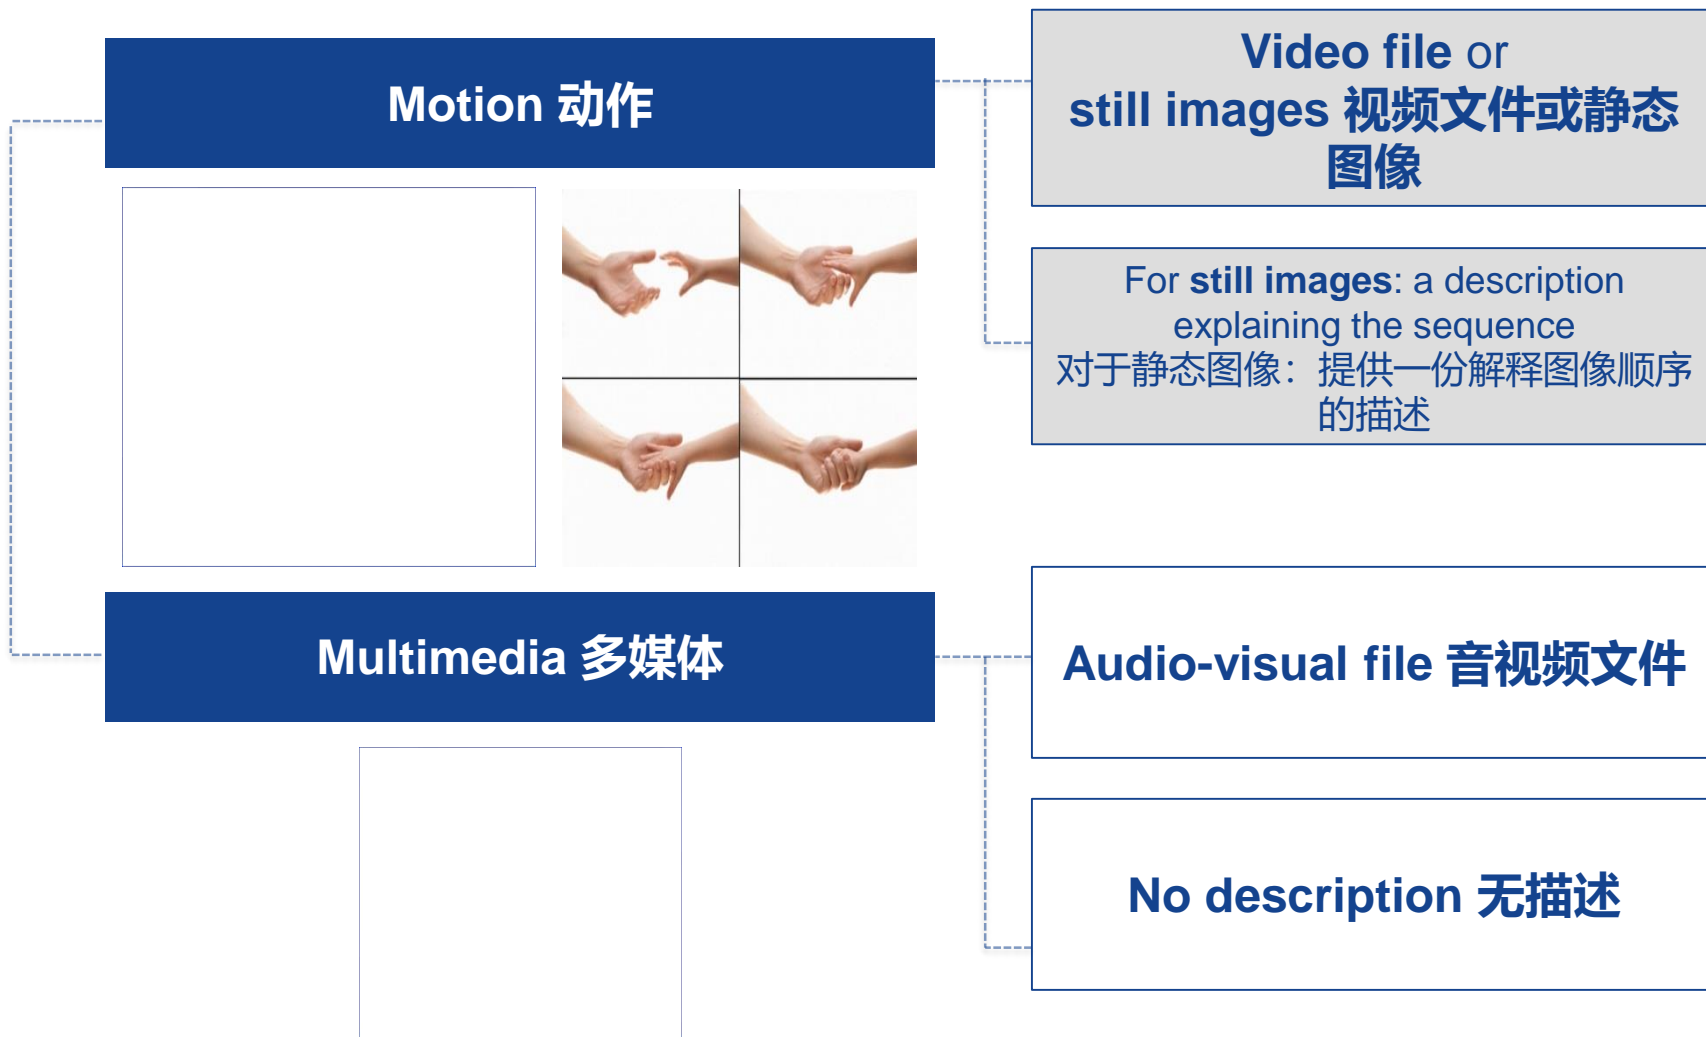 Motion 动作
Video file or
still images 视频文件或静态
图像
For still images: a description
explaining the sequence
对于静态图像：提供一份解释图像顺序
的描述
Multimedia 多媒体
Audio-visual file 音视频文件
No description 无描述